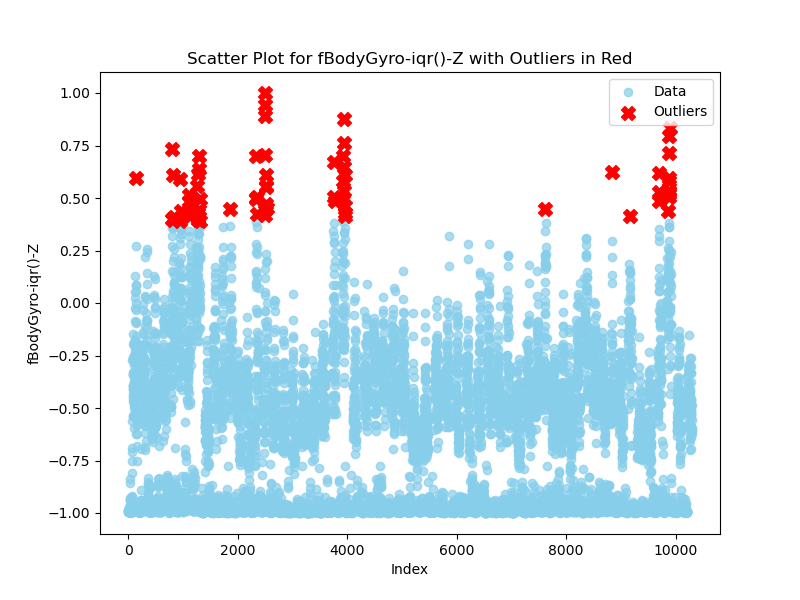 Scatter Plot for fBodyGyro-iqr()-Z with Outliers in Red
Data
Outliers
fBodyGyro-iqr()-Z
1.00
0.75
0.50
0.25
0.00
−0.25
−0.50
−0.75
−1.00
0 2000 4000 6000 8000 10000
Index